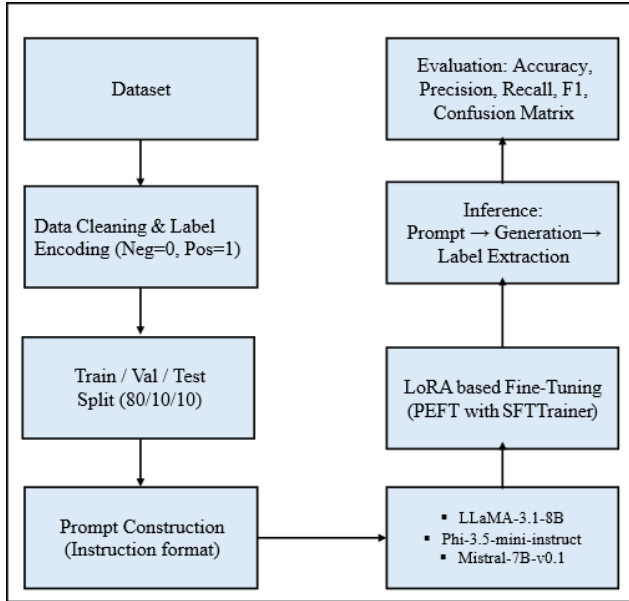 Dataset
Data Cleaning & Label
Encoding (Neg=0, Pos=1)
Train / Val / Test
Split (80/10/10)
Prompt Construction
(Instruction format)
▪ LLaMA-3.1-8B
▪ Phi-3.5-mini-instruct
▪ Mistral-7B-v0.1
LoRA based Fine-Tuning
(PEFT with SFTTrainer)
Inference:
Prompt → Generation→
Label Extraction
Evaluation: Accuracy,
Precision, Recall, F1,
Confusion Matrix